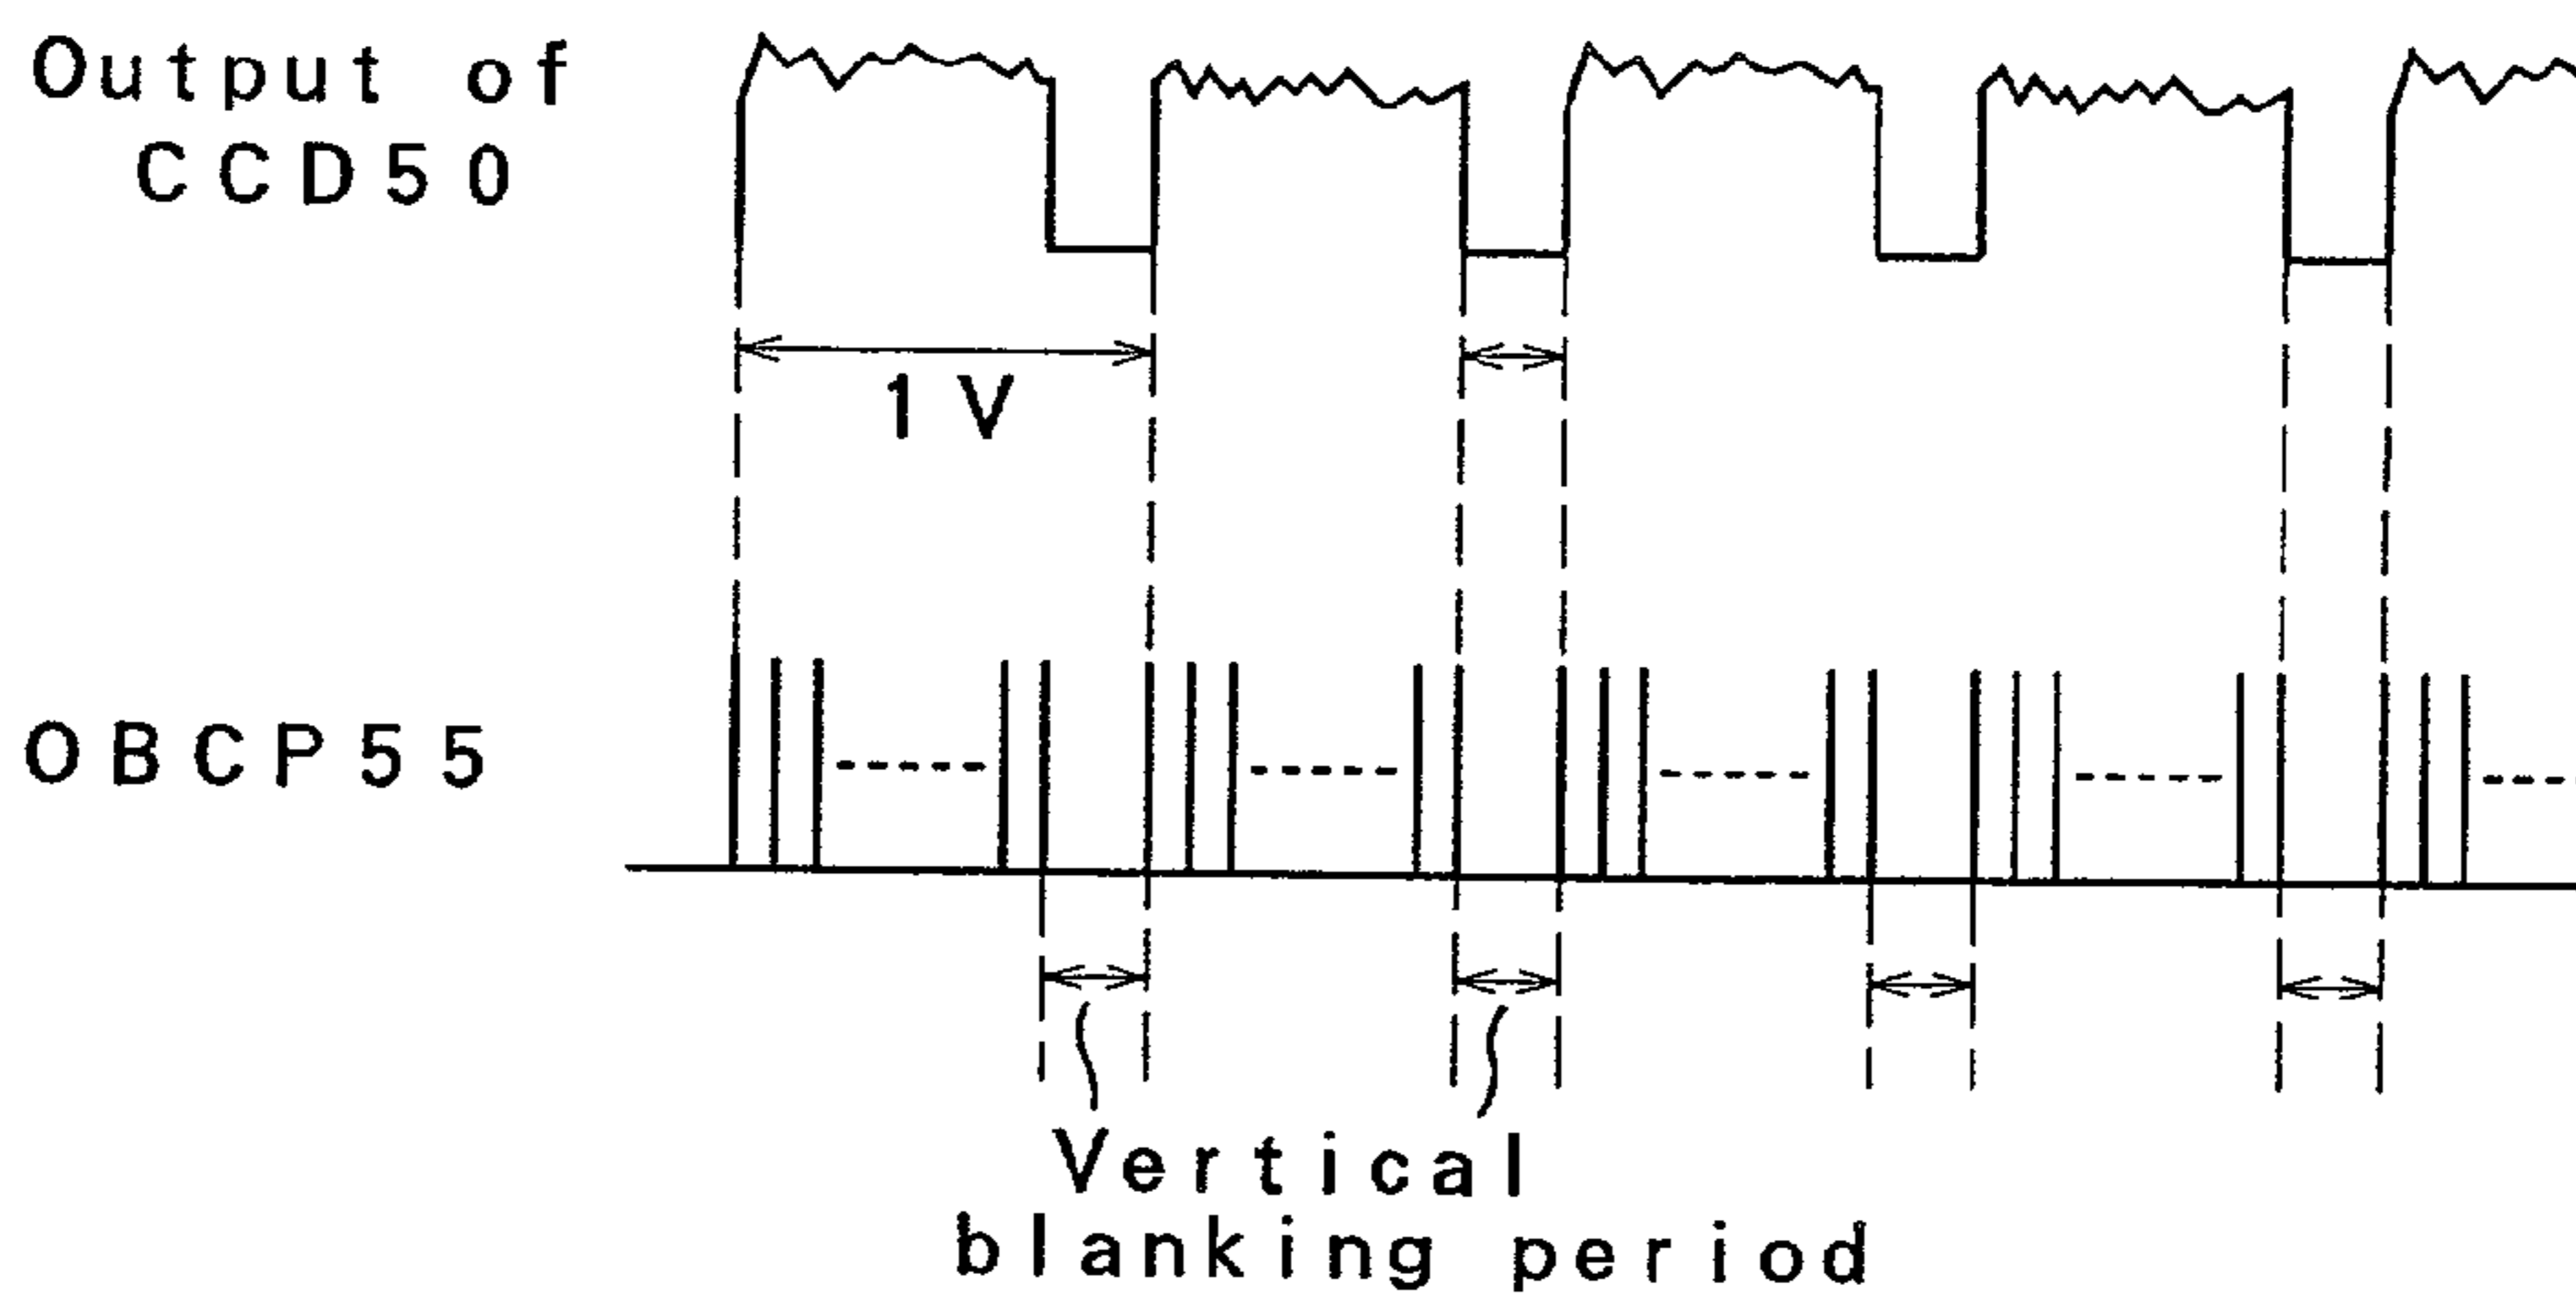 Output of
CCD50
1V
OBCP55
Vertical
blanking period